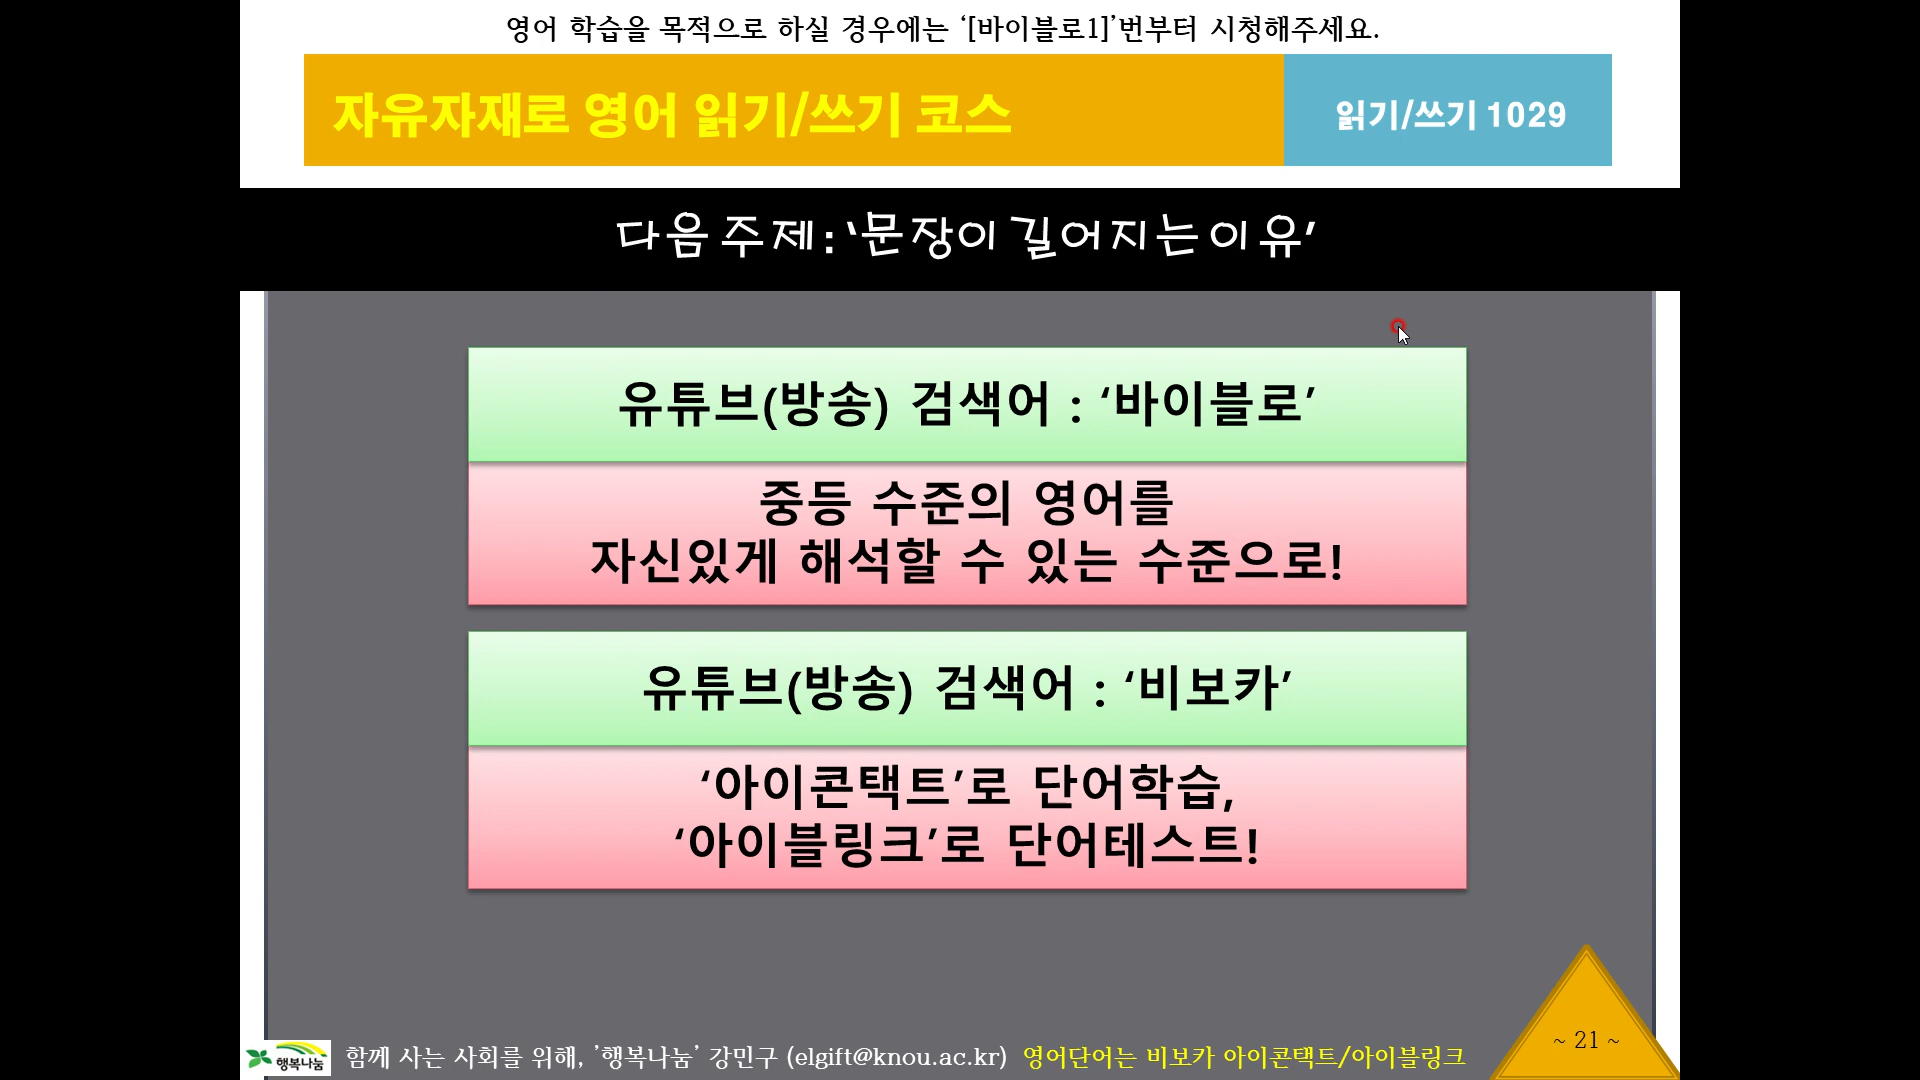 영어 학습을 목적으로 하실 경우에는 ‘[바이블로1]’번부터 시청해주세요.
자유자재로 영어 읽기/쓰기 코스
읽기/쓰기 1029
다음 주제 : ‘문장이 길어지는 이유’
유튜브(방송) 검색어 : ‘바이블로’
중등 수준의 영어를
자신있게 해석할 수 있는 수준으로!
유튜브(방송) 검색어 : ‘비보카’
‘아이콘택트’로 단어학습,
‘아이블링크’로 단어테스트!
~ 21 ~
행복나눔 함께 사는 사회를 위해, ’행복나눔’ 강민구 (elgift@knou.ac.kr) 영어단어는 비보카 아이콘택트/아이블링크